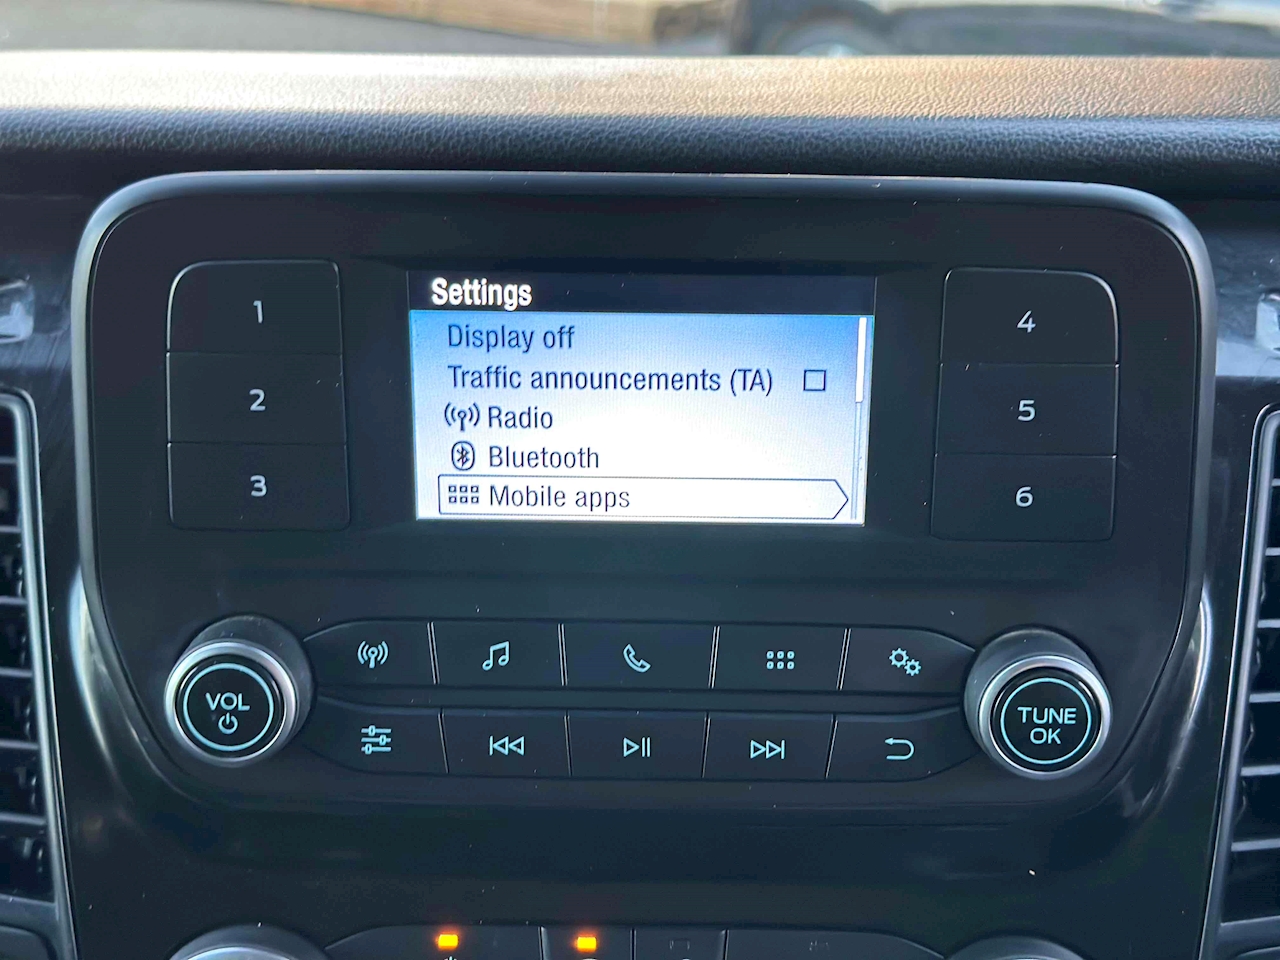 Settings
Display off
Traffic announcements (TA)
Radio
Bluetooth
Mobile apps
1
2
3
4
5
6
VOL
TUNE
OK